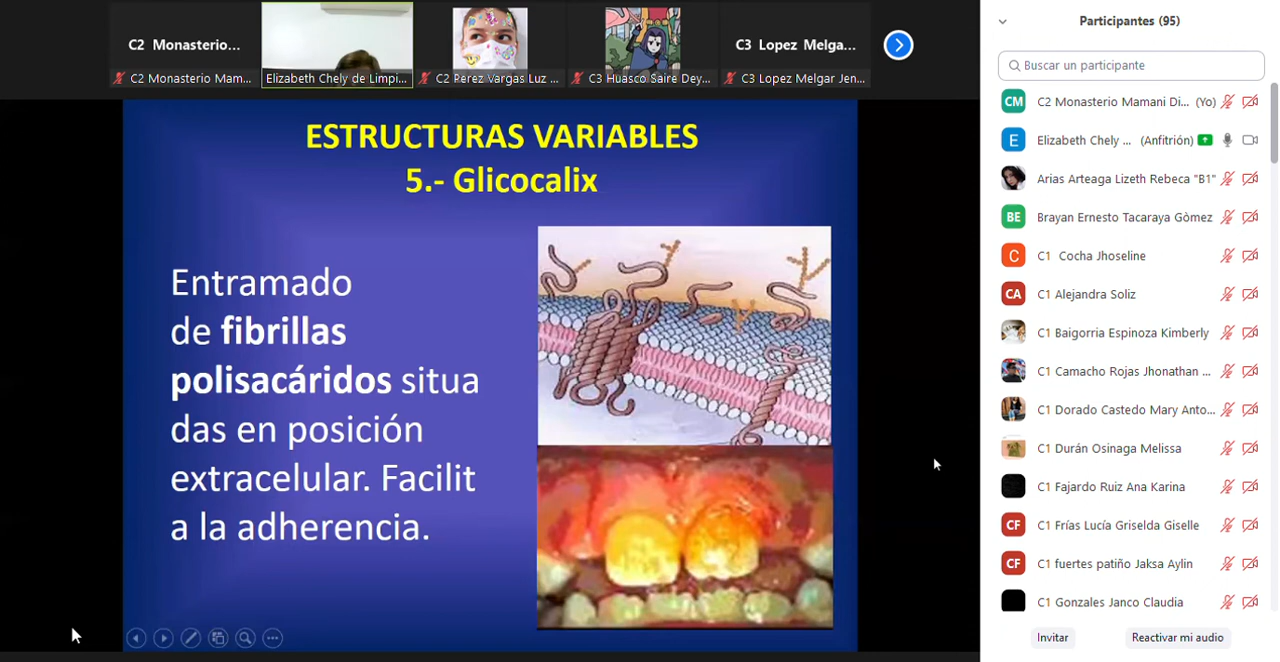 C2 Monasterio...
C3 Lopez Melga...
C2 Monasterio Mam...
Elizabeth Chely de Limpi...
C2 Perez Vargas Luz ...
C3 Huasco Saire Dey...
C3 Lopez Melgar Jen...
ESTRUCTURAS VARIABLES
5.- Glicocalix
Entramado
de fibrillas
polisacáridos situa
das en posición
extracelular. Facilit
a la adherencia.
Participantes (95)
Buscar un participante
CM C2 Monasterio Mamani Di... (Yo)
E Elizabeth Chely ... (Anfitrión)
Arias Arteaga Lizeth Rebeca "B1"
BE Brayan Ernesto Tacaraya Gòmez
C C1 Cocha Jhoseline
CA C1 Alejandra Soliz
C1 Baigorria Espinoza Kimberly
C1 Camacho Rojas Jhonathan ...
C1 Dorado Castedo Mary Anto...
C1 Durán Osinaga Melissa
C1 Fajardo Ruiz Ana Karina
CF C1 Frías Lucía Griselda Giselle
CF C1 fuertes patiño Jaksa Aylin
C1 Gonzales Janco Claudia
Invitar
Reactivar mi audio